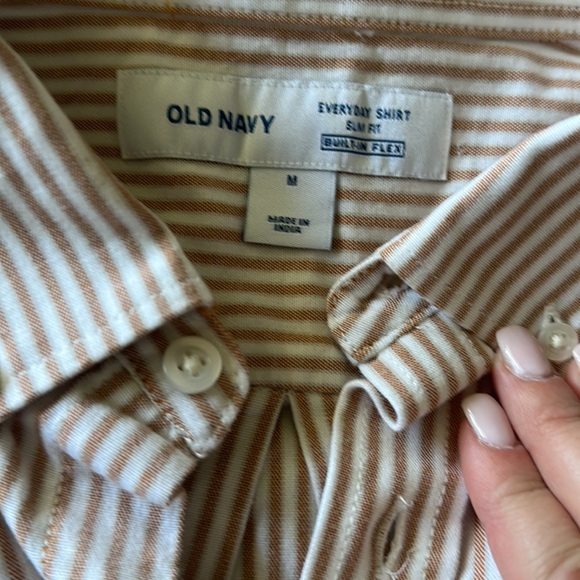 OLD NAVY
EVERYDAY SHIRT
SLIM FIT
BUILT-IN FLEX
M
MADE IN
INDIA